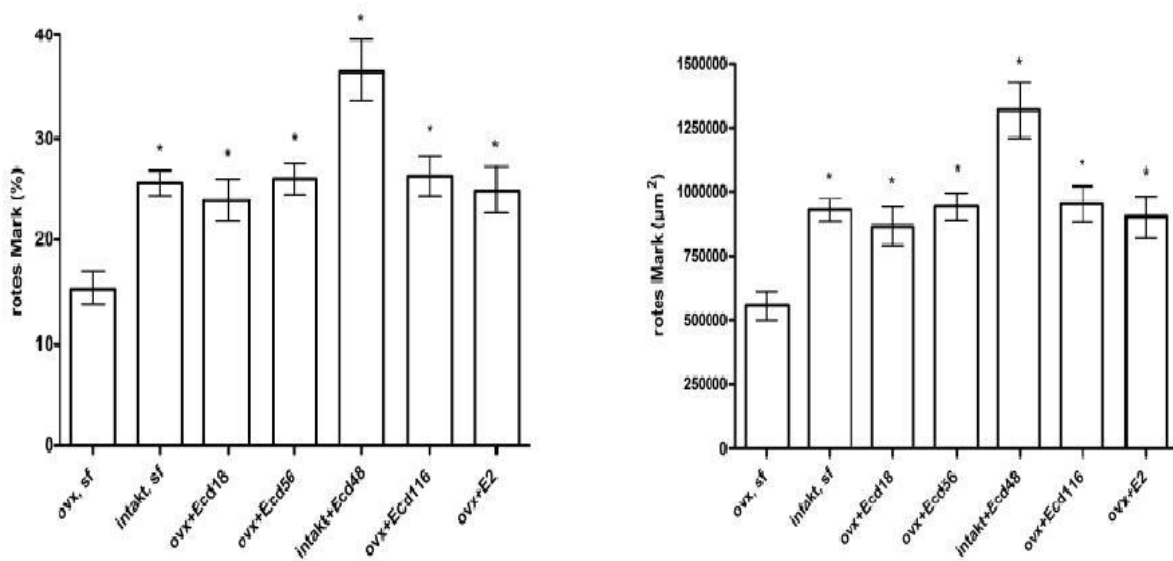 rotes Mark (%)
40
30
20
10
0
*
*
*
*
*
*
ovx, sf
intakt, sf
ovx+Ecd18
ovx+Ecd56
intakt+Ecd48
ovx+ECd116
ovx+E2
rotes Mark (µm ²)
1500000
1250000
1000000
750000
500000
250000
0
*
*
*
*
*
*
ovx, sf
intakt, sf
ovx+Ecd18
ovx+Ecd56
intakt+Ecd48
ovx+Ecd116
ovx+E2